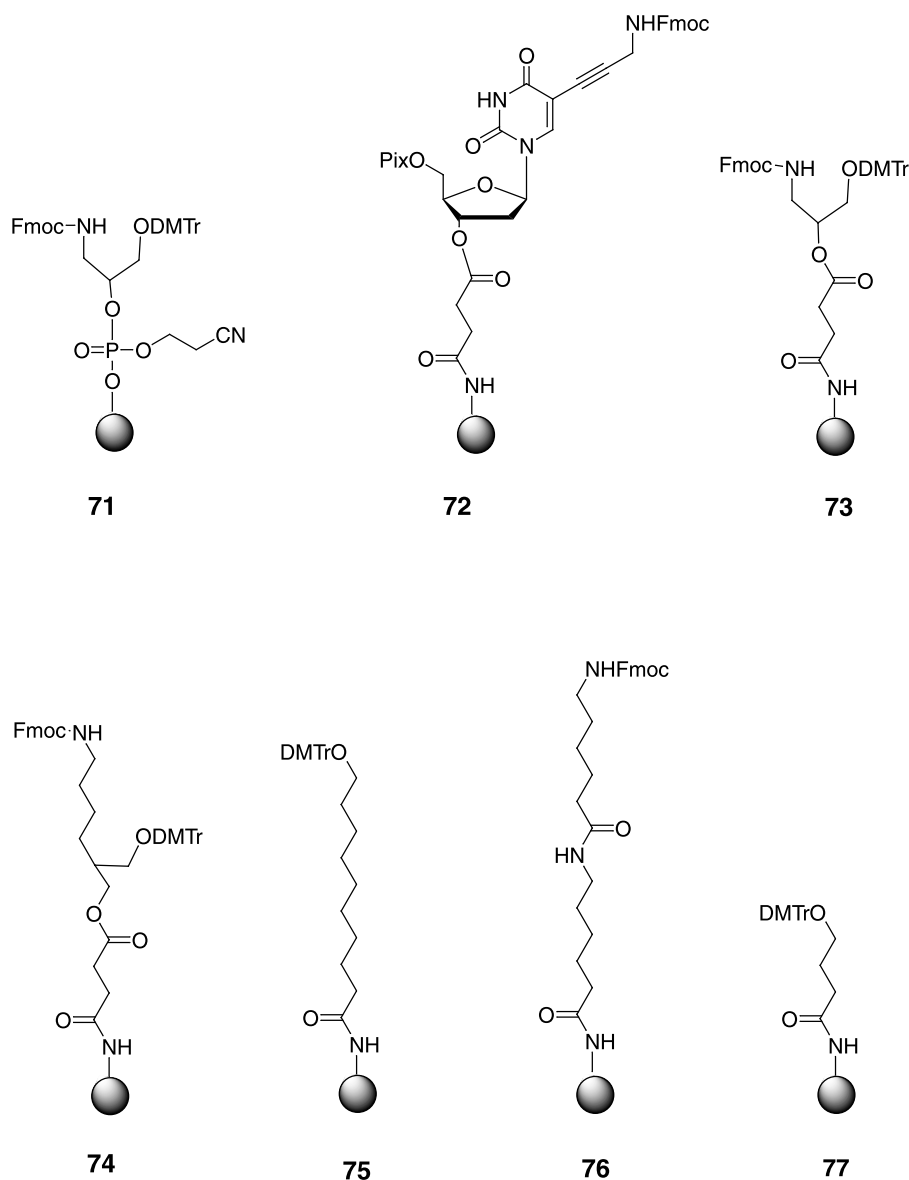 NHFmoc
O
HN
O
N
PixO
O
O
O
O
NH
72
Fmoc-NH
ODMTr
O
O=P-O
CN
O
71
Fmoc-NH
ODMTr
O
O
O
NH
73
Fmoc-NH
ODMTr
O
O
O
NH
74
DMTrO
O
NH
75
NHFmoc
O
HN
O
NH
76
DMTrO
O
NH
77